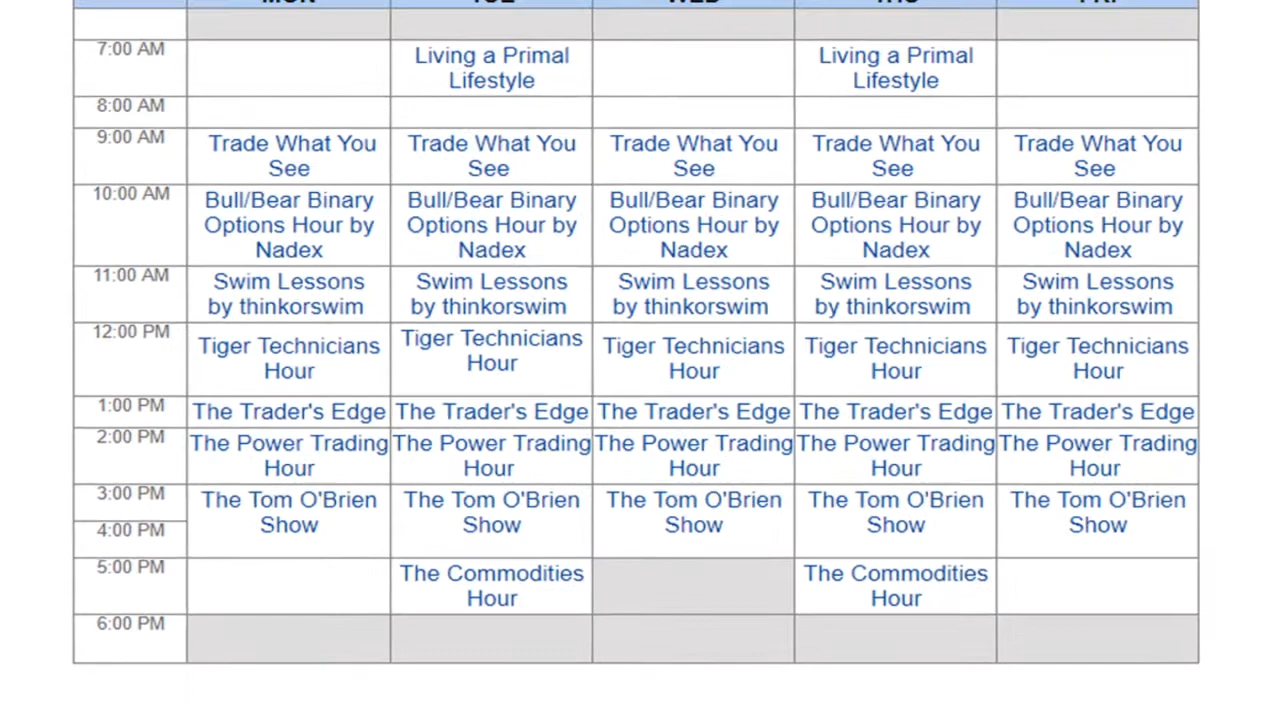 MON TUE WED THU FRI
7:00 AM
Living a Primal
Lifestyle
Living a Primal
Lifestyle
8:00 AM
9:00 AM
Trade What You
See
Trade What You
See
Trade What You
See
Trade What You
See
Trade What You
See
10:00 AM
Bull/Bear Binary
Options Hour by
Nadex
Bull/Bear Binary
Options Hour by
Nadex
Bull/Bear Binary
Options Hour by
Nadex
Bull/Bear Binary
Options Hour by
Nadex
Bull/Bear Binary
Options Hour by
Nadex
11:00 AM
Swim Lessons
by thinkorswim
Swim Lessons
by thinkorswim
Swim Lessons
by thinkorswim
Swim Lessons
by thinkorswim
Swim Lessons
by thinkorswim
12:00 PM
Tiger Technicians
Hour
Tiger Technicians
Hour
Tiger Technicians
Hour
Tiger Technicians
Hour
Tiger Technicians
Hour
1:00 PM
The Trader's Edge
The Trader's Edge
The Trader's Edge
The Trader's Edge
The Trader's Edge
2:00 PM
The Power Trading
Hour
The Power Trading
Hour
The Power Trading
Hour
The Power Trading
Hour
The Power Trading
Hour
3:00 PM
The Tom O'Brien
Show
The Tom O'Brien
Show
The Tom O'Brien
Show
The Tom O'Brien
Show
The Tom O'Brien
Show
4:00 PM
5:00 PM
The Commodities
Hour
The Commodities
Hour
6:00 PM